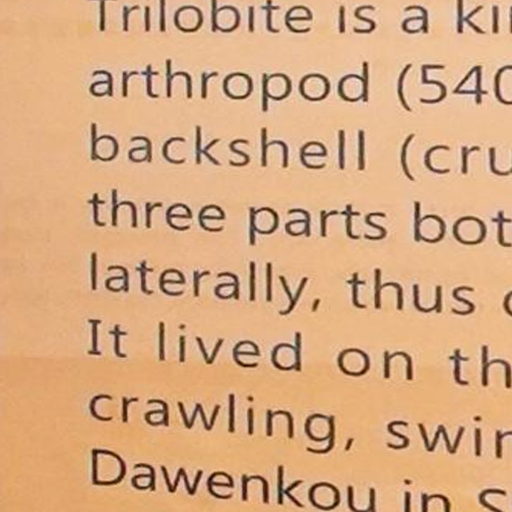 Trilobite is a ki
arthropod (540
backshell (cru
three parts bot
laterally, thus
It lived on th
crawling, swi
Dawenkou in S